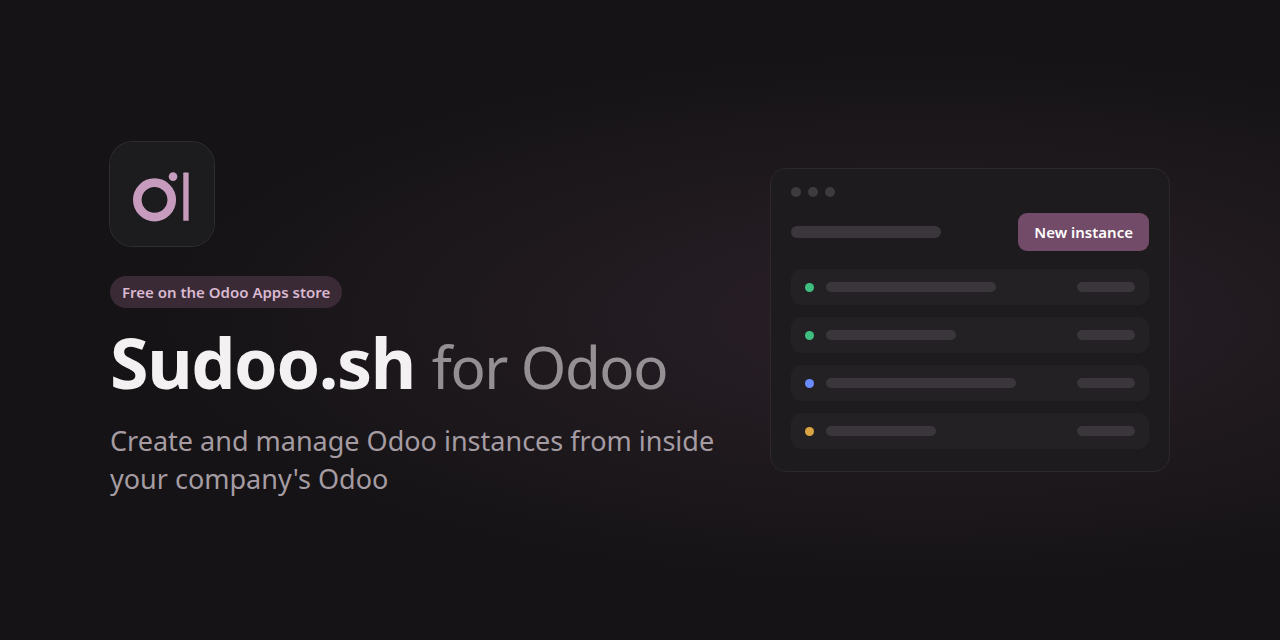 Free on the Odoo Apps store
Sudoo.sh for Odoo
Create and manage Odoo instances from inside
your company's Odoo
New instance